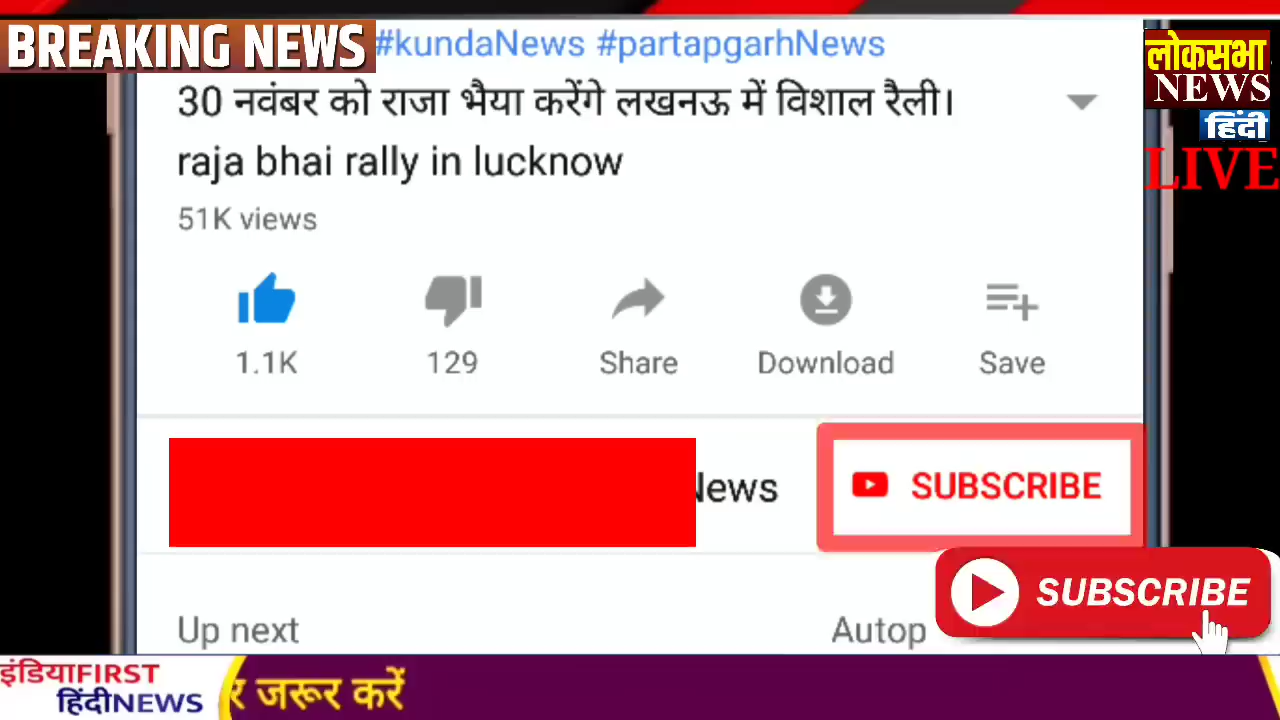 BREAKING NEWS
#kundaNews #partapgarhNews
लोकसभा
NEWS
हिंदी
LIVE
30 नवंबर को राजा भैया करेंगे लखनऊ में विशाल रैली।
raja bhai rally in lucknow
51K views
1.1K
129
Share
Download
Save
News
SUBSCRIBE
SUBSCRIBE
Up next
Autop
इंडियाFIRST
हिंदीNEWS
र जरूर करें